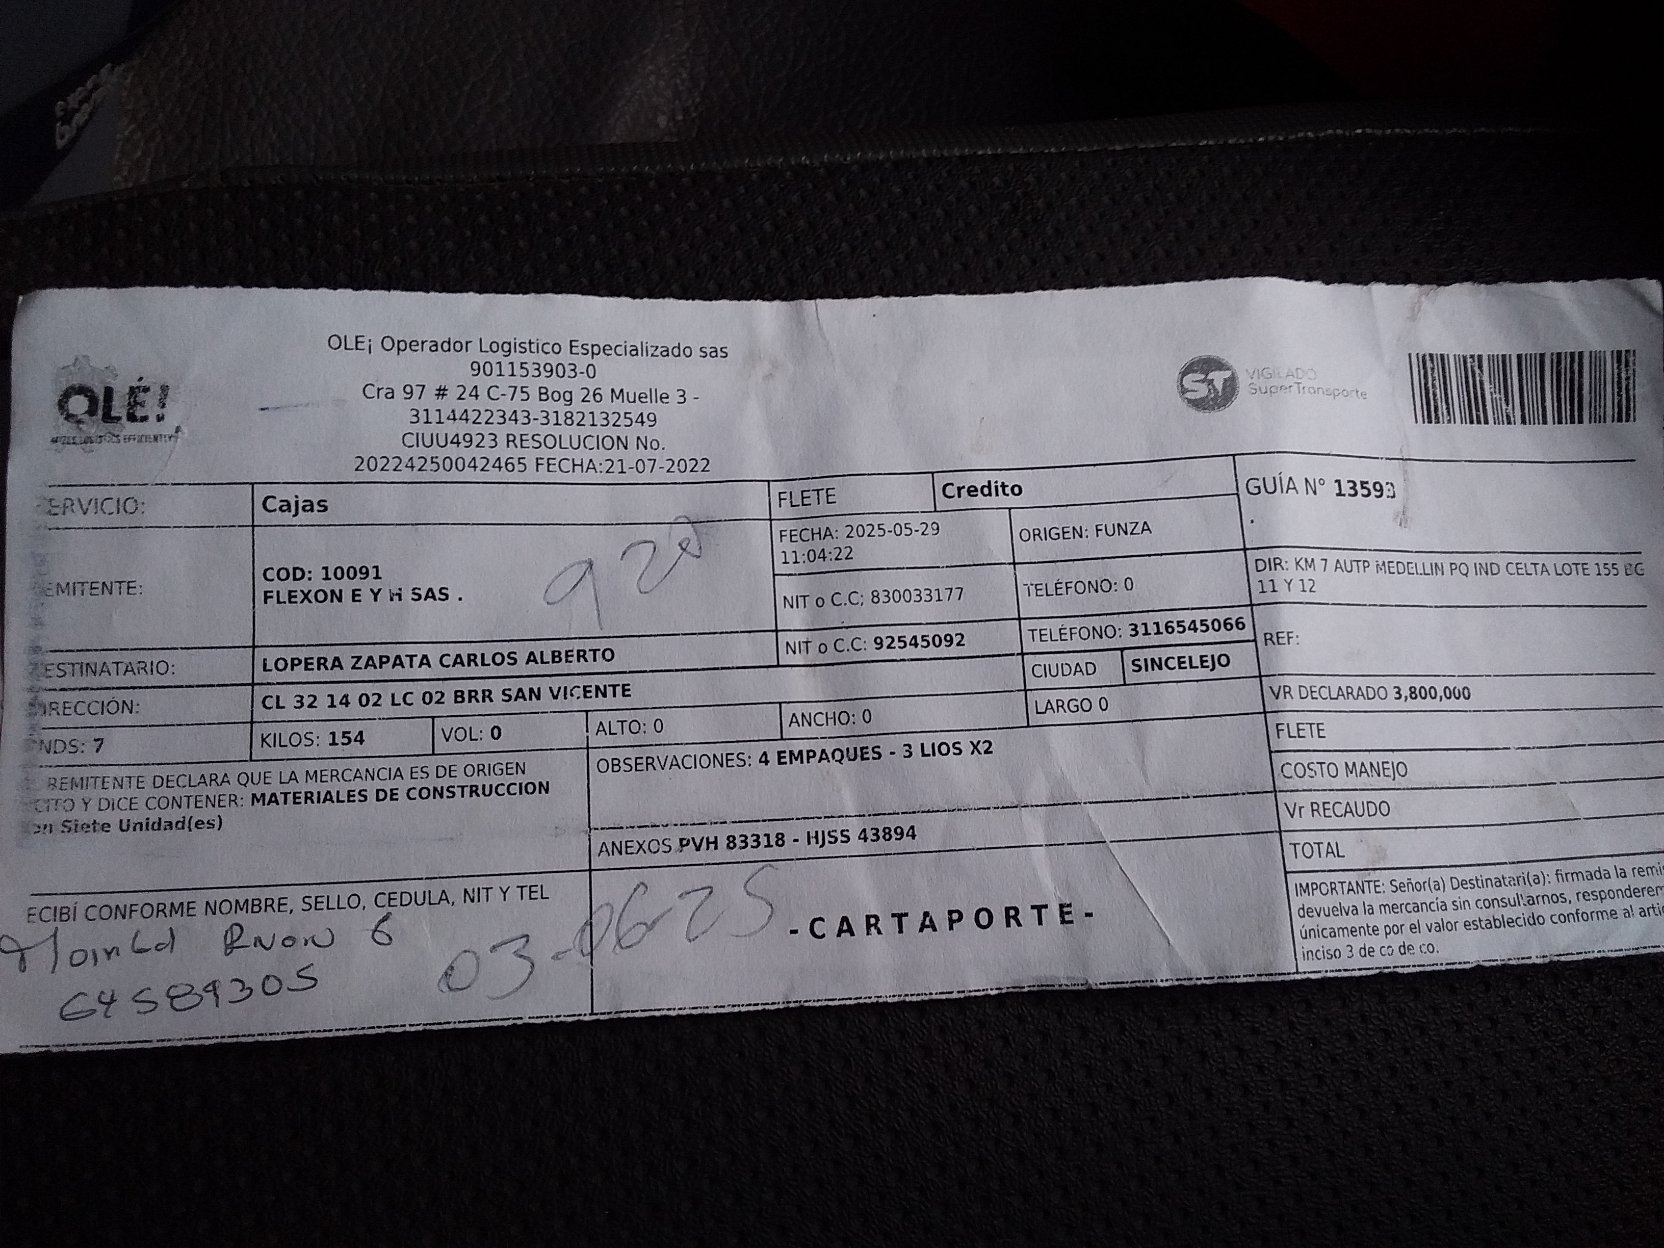 OLE¡ Operador Logistico Especializado sas
901153903-0
Cra 97 # 24 C-75 Bog 26 Muelle 3 -
3114422343-3182132549
CIUU4923 RESOLUCION No.
20224250042465 FECHA:21-07-2022
OLÉ!
VIGILADO
SuperTransporte
ERVICIO: Cajas FLETE Credito GUÍA N° 13593
.
EMITENTE: COD: 10091
FLEXON E Y H SAS .
920
FECHA: 2025-05-29
11:04:22
ORIGEN: FUNZA
DIR: KM 7 AUTP MEDELLIN PQ IND CELTA LOTE 155 BG
11 Y 12
NIT o C.C; 830033177 TELÉFONO: 0
ESTINATARIO: LOPERA ZAPATA CARLOS ALBERTO NIT o C.C: 92545092 TELÉFONO: 3116545066 REF:
IRECCIÓN: CL 32 14 02 LC 02 BRR SAN VICENTE CIUDAD SINCELEJO
VR DECLARADO 3,800,000
NDS: 7 KILOS: 154 VOL: 0 ALTO: 0 ANCHO: 0 LARGO 0
FLETE
REMITENTE DECLARA QUE LA MERCANCIA ES DE ORIGEN
CITO Y DICE CONTENER: MATERIALES DE CONSTRUCCION
en Siete Unidad(es)
OBSERVACIONES: 4 EMPAQUES - 3 LIOS X2
COSTO MANEJO
Vr RECAUDO
ANEXOS PVH 83318 - HJSS 43894
TOTAL
ECIBÍ CONFORME NOMBRE, SELLO, CEDULA, NIT Y TEL
64589305
03-06-25
-CARTAPORTE-
IMPORTANTE: Señor(a) Destinatari(a): firmada la remi
devuelva la mercancía sin consultarnos, responderem
únicamente por el valor establecido conforme al arti
inciso 3 de co de co.